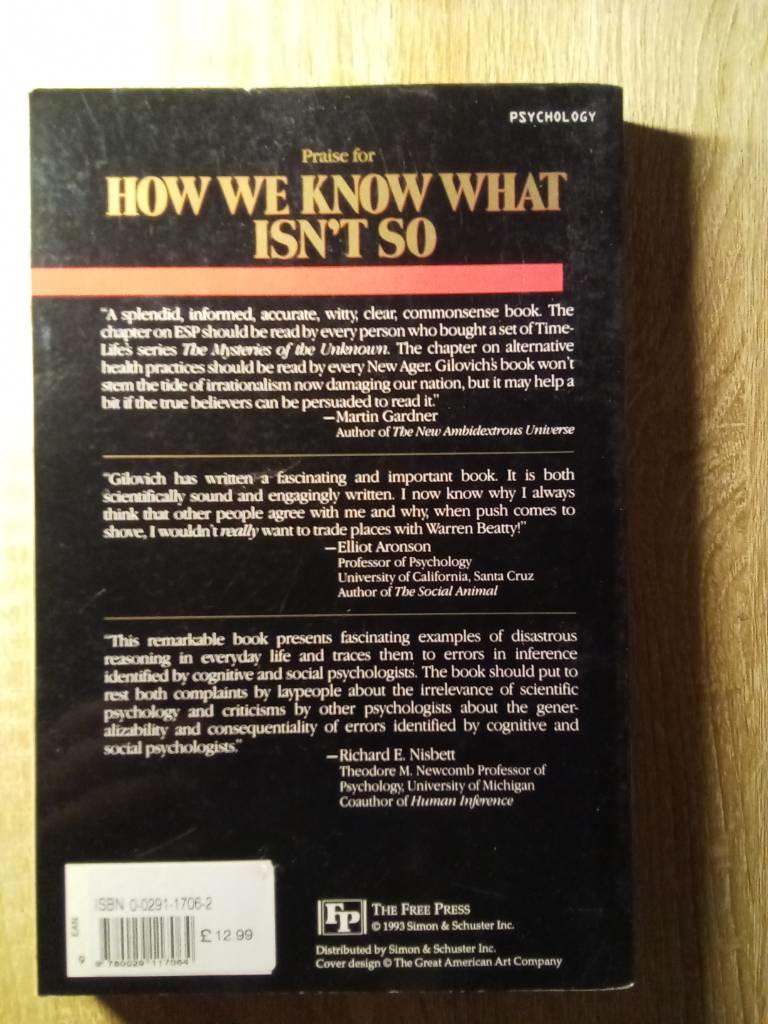 PSYCHOLOGY
Praise for
HOW WE KNOW WHAT
ISN'T SO
"A splendid, informed, accurate, witty, clear, commonsense book. The
chapter on ESP should be read by every person who bought a set of Time-
Life's series The Mysteries of the Unknown. The chapter on alternative
health practices should be read by every New Ager. Gilovich's book won't
stem the tide of irrationalism now damaging our nation, but it may help a
bit if the true believers can be persuaded to read it."
—Martin Gardner
Author of The New Ambidextrous Universe
"Gilovich has written a fascinating and important book. It is both
scientifically sound and engagingly written. I now know why I always
think that other people agree with me and why, when push comes to
shove, I wouldn't really want to trade places with Warren Beatty!"
—Elliot Aronson
Professor of Psychology
University of California, Santa Cruz
Author of The Social Animal
"This remarkable book presents fascinating examples of disastrous
reasoning in everyday life and traces them to errors in inference
identified by cognitive and social psychologists. The book should put to
rest both complaints by laypeople about the irrelevance of scientific
psychology and criticisms by other psychologists about the gener-
alizability and consequentiality of errors identified by cognitive and
social psychologists."
—Richard E. Nisbett
Theodore M. Newcomb Professor of
Psychology, University of Michigan
Coauthor of Human Inference
ISBN 0-0291-1706-2
EAN
£12.99
9 780029 117064
FP
THE FREE PRESS
© 1993 Simon & Schuster Inc.
Distributed by Simon & Schuster Inc.
Cover design © The Great American Art Company